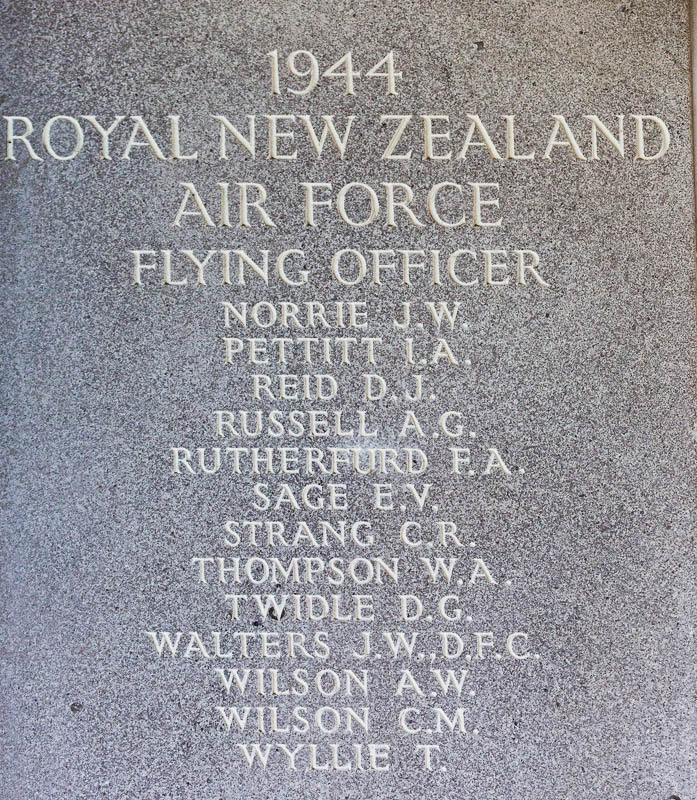 1944
ROYAL NEW ZEALAND
AIR FORCE
FLYING OFFICER
NORRIE J.W.
PETTITT I.A.
REID D.J.
RUSSELL A.G.
RUTHERFURD F.A.
SAGE E.V.
STRANG C.R.
THOMPSON W.A.
TWIDLE D.G.
WALTERS J.W.,D.F.C.
WILSON A.W.
WILSON C.M.
WYLLIE T.